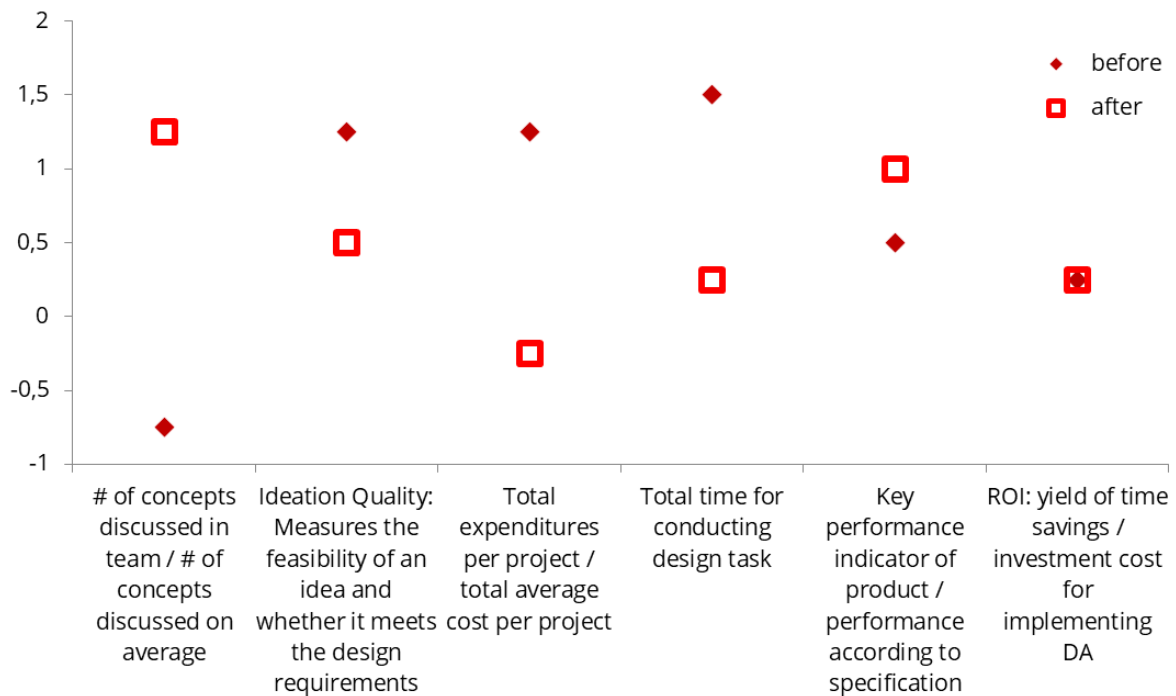 2
1,5
1
0,5
0
-0,5
-1
before
after
# of concepts
discussed in
team / # of
concepts
discussed on
average
Ideation Quality:
Measures the
feasibility of an
idea and
whether it meets
the design
requirements
Total
expenditures
per project /
total average
cost per project
Total time for
conducting
design task
Key
performance
indicator of
product /
performance
according to
specification
ROI: yield of time
savings /
investment cost
for
implementing
DA